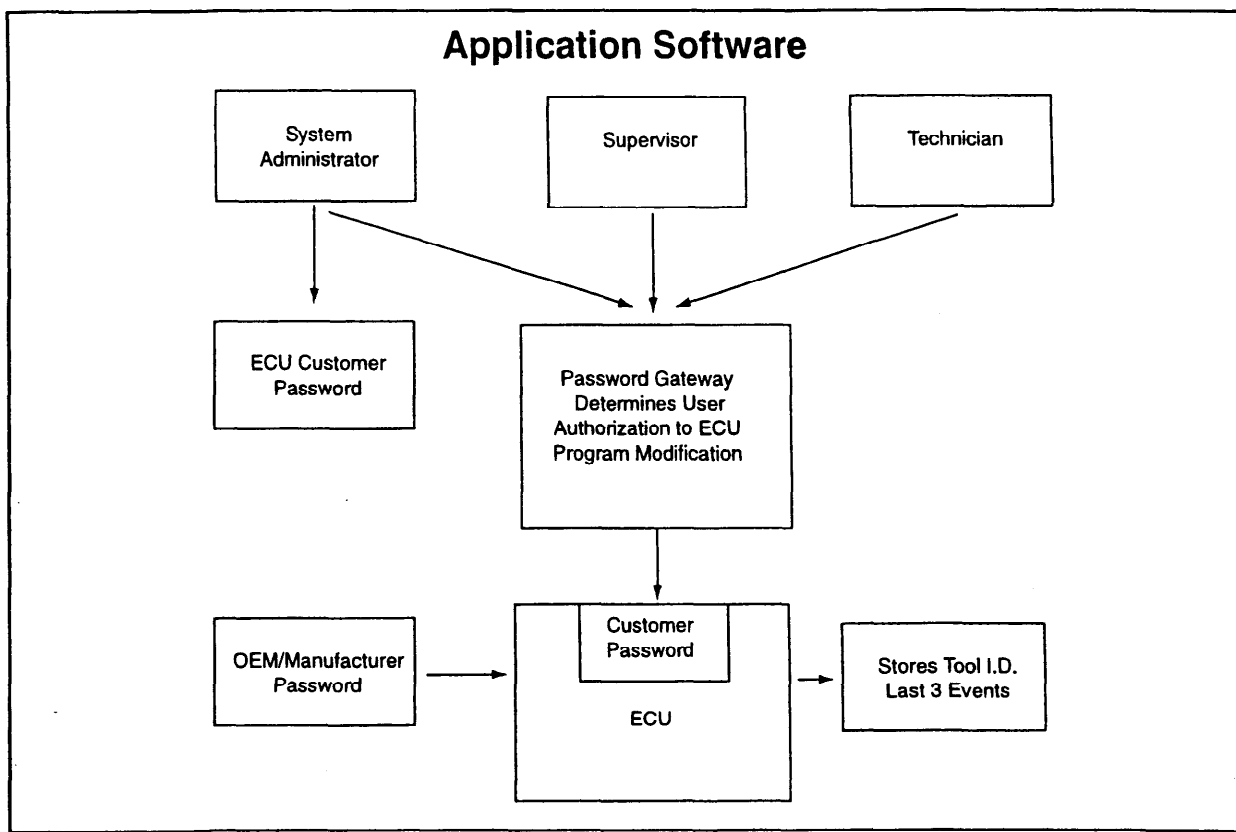 Application Software
System
Administrator
Supervisor
Technician
ECU Customer
Password
Password Gateway
Determines User
Authorization to ECU
Program Modification
OEM/Manufacturer
Password
Customer
Password
ECU
Stores Tool I.D.
Last 3 Events